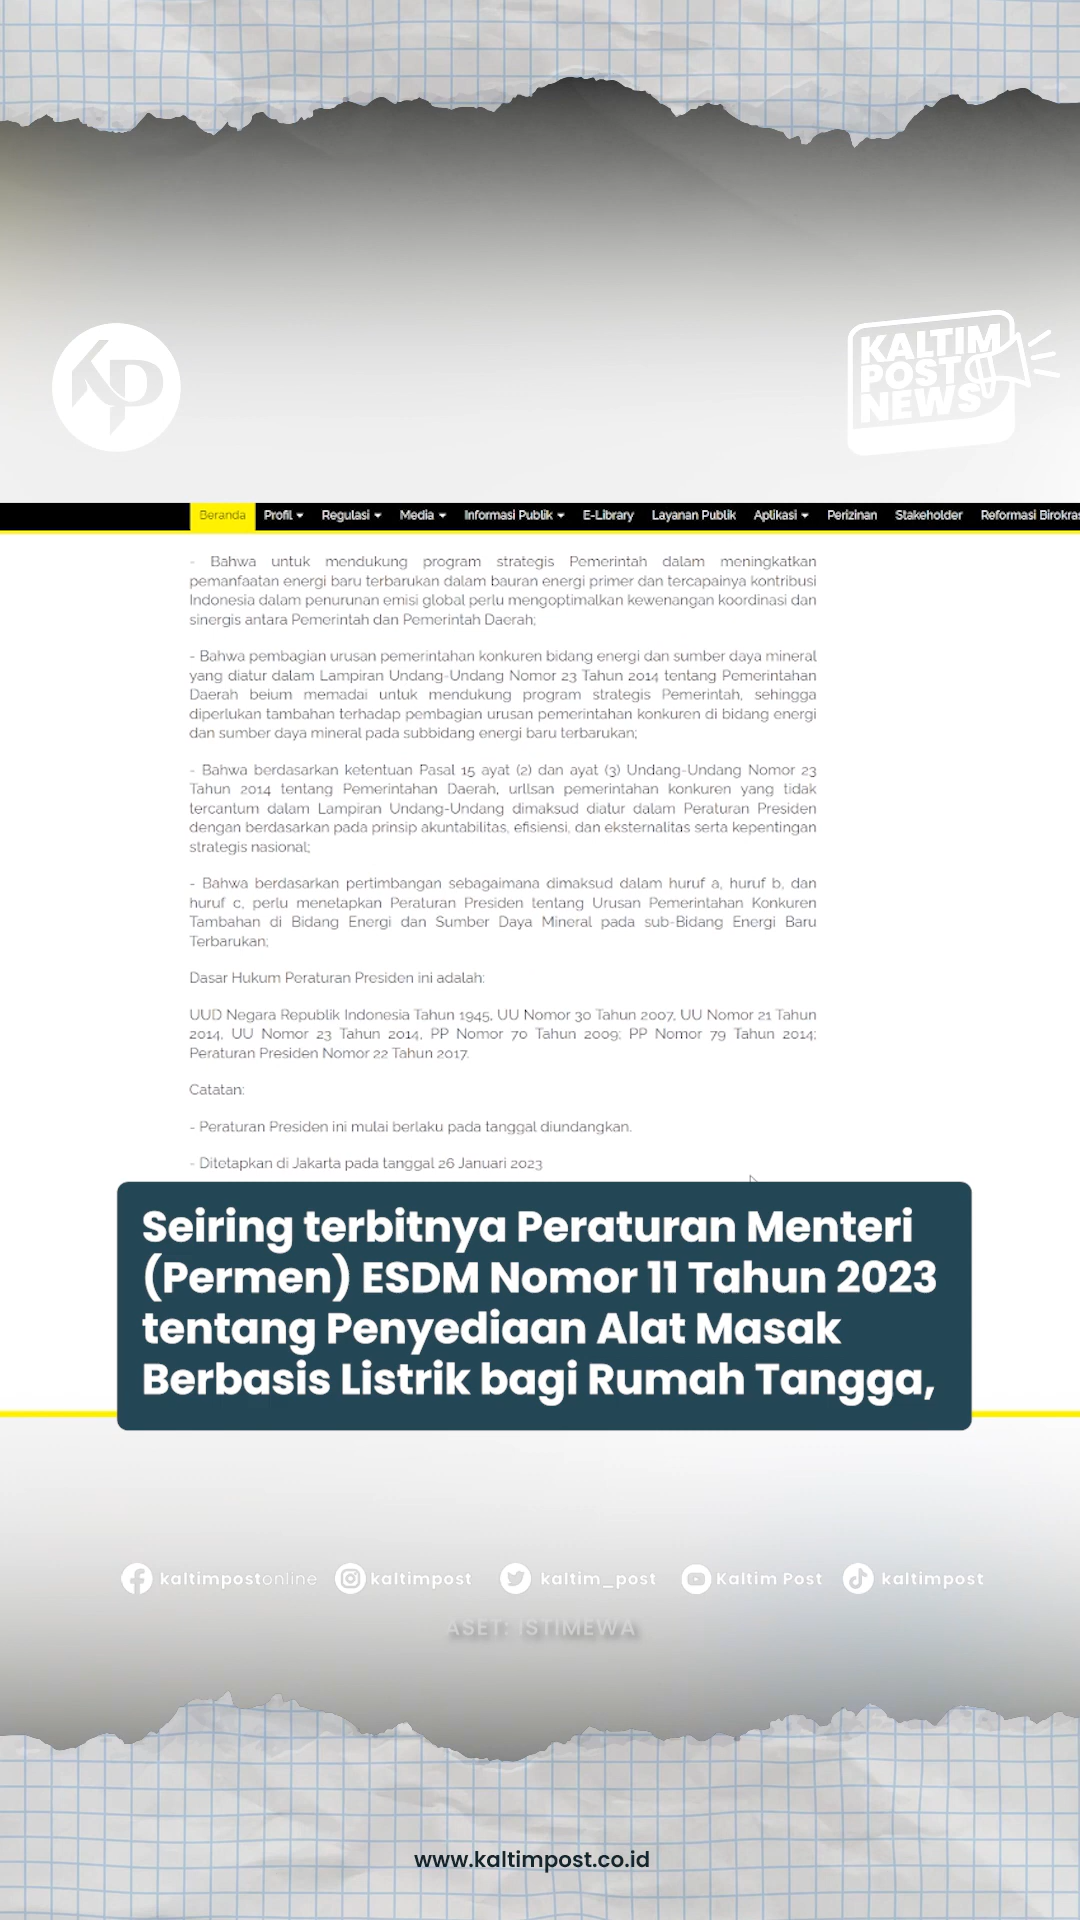 KP
KALTIM
POST
NEWS
Beranda Profil Regulasi Media Informasi Publik E-Library Layanan Publik Aplikasi Perizinan Stakeholder Reformasi Birokras
- Bahwa untuk mendukung program strategis Pemerintah dalam meningkatkan
pemanfaatan energi baru terbarukan dalam bauran energi primer dan tercapainya kontribusi
Indonesia dalam penurunan emisi global perlu mengoptimalkan kewenangan koordinasi dan
sinergis antara Pemerintah dan Pemerintah Daerah;
- Bahwa pembagian urusan pemerintahan konkuren bidang energi dan sumber daya mineral
yang diatur dalam Lampiran Undang-Undang Nomor 23 Tahun 2014 tentang Pemerintahan
Daerah beium memadai untuk mendukung program strategis Pemerintah, sehingga
diperlukan tambahan terhadap pembagian urusan pemerintahan konkuren di bidang energi
dan sumber daya mineral pada subbidang energi baru terbarukan;
- Bahwa berdasarkan ketentuan Pasal 15 ayat (2) dan ayat (3) Undang-Undang Nomor 23
Tahun 2014 tentang Pemerintahan Daerah, urllsan pemerintahan konkuren yang tidak
tercantum dalam Lampiran Undang-Undang dimaksud diatur dalam Peraturan Presiden
dengan berdasarkan pada prinsip akuntabilitas, efisiensi, dan eksternalitas serta kepentingan
strategis nasional;
- Bahwa berdasarkan pertimbangan sebagaimana dimaksud dalam huruf a, huruf b, dan
huruf c, perlu menetapkan Peraturan Presiden tentang Urusan Pemerintahan Konkuren
Tambahan di Bidang Energi dan Sumber Daya Mineral pada sub-Bidang Energi Baru
Terbarukan;
Dasar Hukum Peraturan Presiden ini adalah:
UUD Negara Republik Indonesia Tahun 1945, UU Nomor 30 Tahun 2007, UU Nomor 21 Tahun
2014, UU Nomor 23 Tahun 2014, PP Nomor 70 Tahun 2009; PP Nomor 79 Tahun 2014;
Peraturan Presiden Nomor 22 Tahun 2017.
Catatan:
- Peraturan Presiden ini mulai berlaku pada tanggal diundangkan.
- Ditetapkan di Jakarta pada tanggal 26 Januari 2023
Seiring terbitnya Peraturan Menteri
(Permen) ESDM Nomor 11 Tahun 2023
tentang Penyediaan Alat Masak
Berbasis Listrik bagi Rumah Tangga,
kaltimpostonline kaltimpost kaltim_post Kaltim Post kaltimpost
ASET: ISTIMEWA
www.kaltimpost.co.id